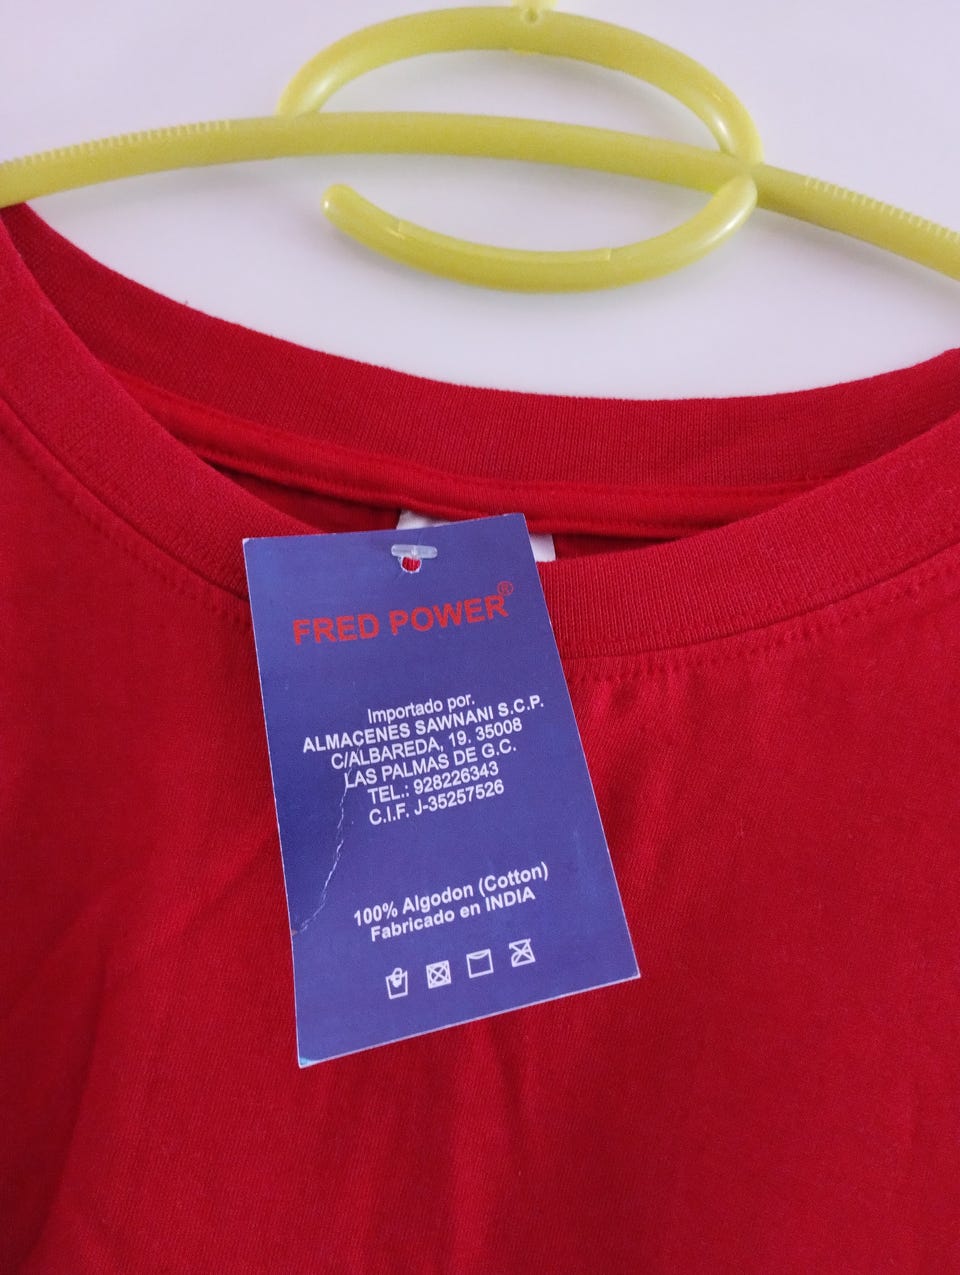 FRED POWER®
Importado por.
ALMACENES SAWNANI S.C.P.
C/ALBAREDA, 19. 35008
LAS PALMAS DE G.C.
TEL.: 928226343
C.I.F. J-35257526
100% Algodon (Cotton)
Fabricado en INDIA